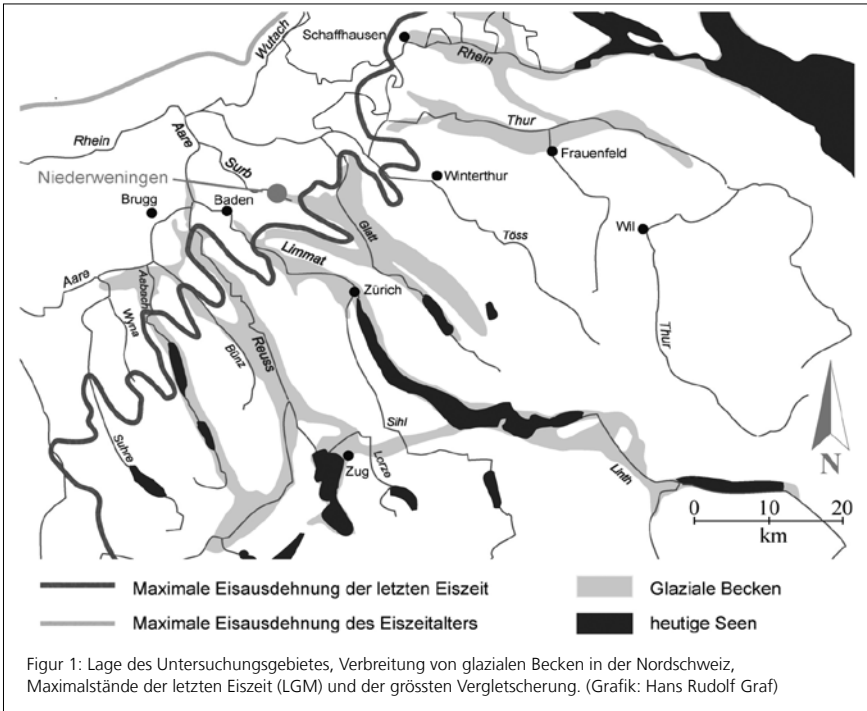 Schaffhausen
Wutach
Rhein
Rhein
Aare
Surb
Thur
Frauenfeld
Niederweningen
Winterthur
Brugg
Baden
Wil
Töss
Glatt
Limmat
Aare
Aabach
Zürich
Wyna
Bünz
Reuss
Thur
Sihl
Suhre
Zug
Lorze
Linth
N
0 10 20
km
Maximale Eisausdehnung der letzten Eiszeit
Glaziale Becken
Maximale Eisausdehnung des Eiszeitalters
heutige Seen
Figur 1: Lage des Untersuchungsgebietes, Verbreitung von glazialen Becken in der Nordschweiz,
Maximalstände der letzten Eiszeit (LGM) und der grössten Vergletscherung. (Grafik: Hans Rudolf Graf)